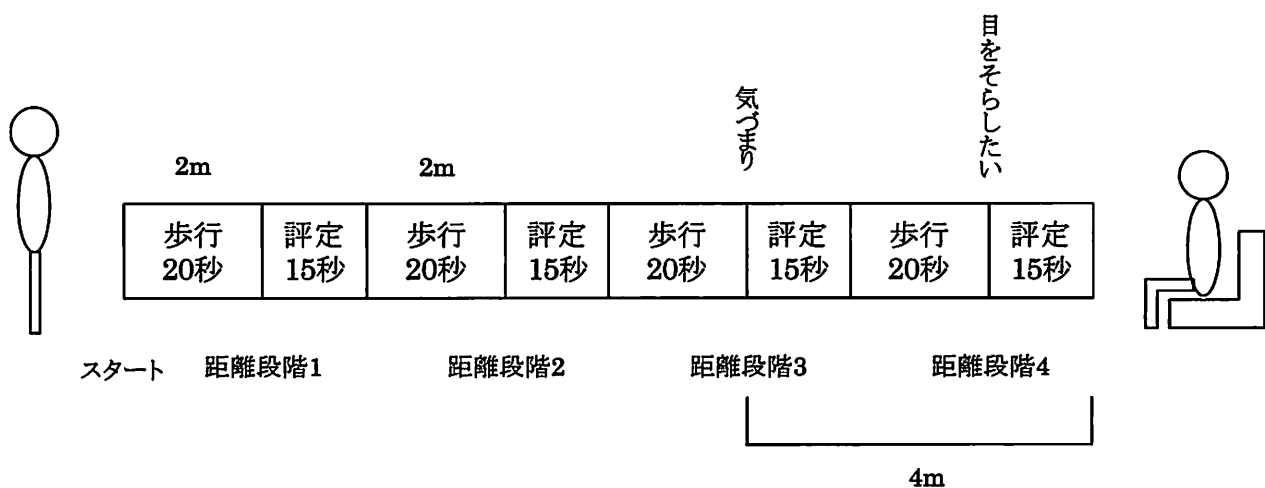 目をそらしたい
気づまり
2m
2m
歩行
20秒
評定
15秒
歩行
20秒
評定
15秒
歩行
20秒
評定
15秒
歩行
20秒
評定
15秒
スタート
距離段階1
距離段階2
距離段階3
距離段階4
4m